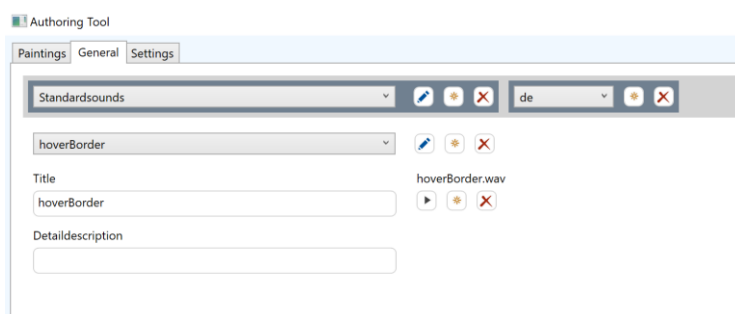 Authoring Tool
Paintings General Settings
Standardsounds de
hoverBorder
Title hoverBorder.wav
hoverBorder
Detaildescription